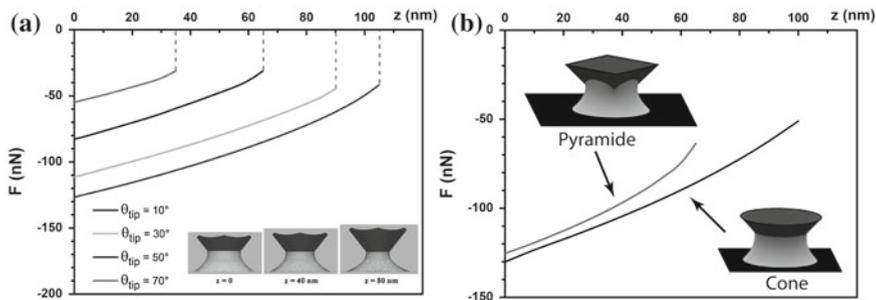 (a)
z (nm)
0 20 40 60 80 100
0
-50
-100
-150
-200
F (nN)
θtip = 10°
θtip = 30°
θtip = 50°
θtip = 70°
z = 0
z = 40 nm
z = 80 nm
(b)
z (nm)
0 20 40 60 80 100
0
-50
-100
-150
F (nN)
Pyramide
Cone